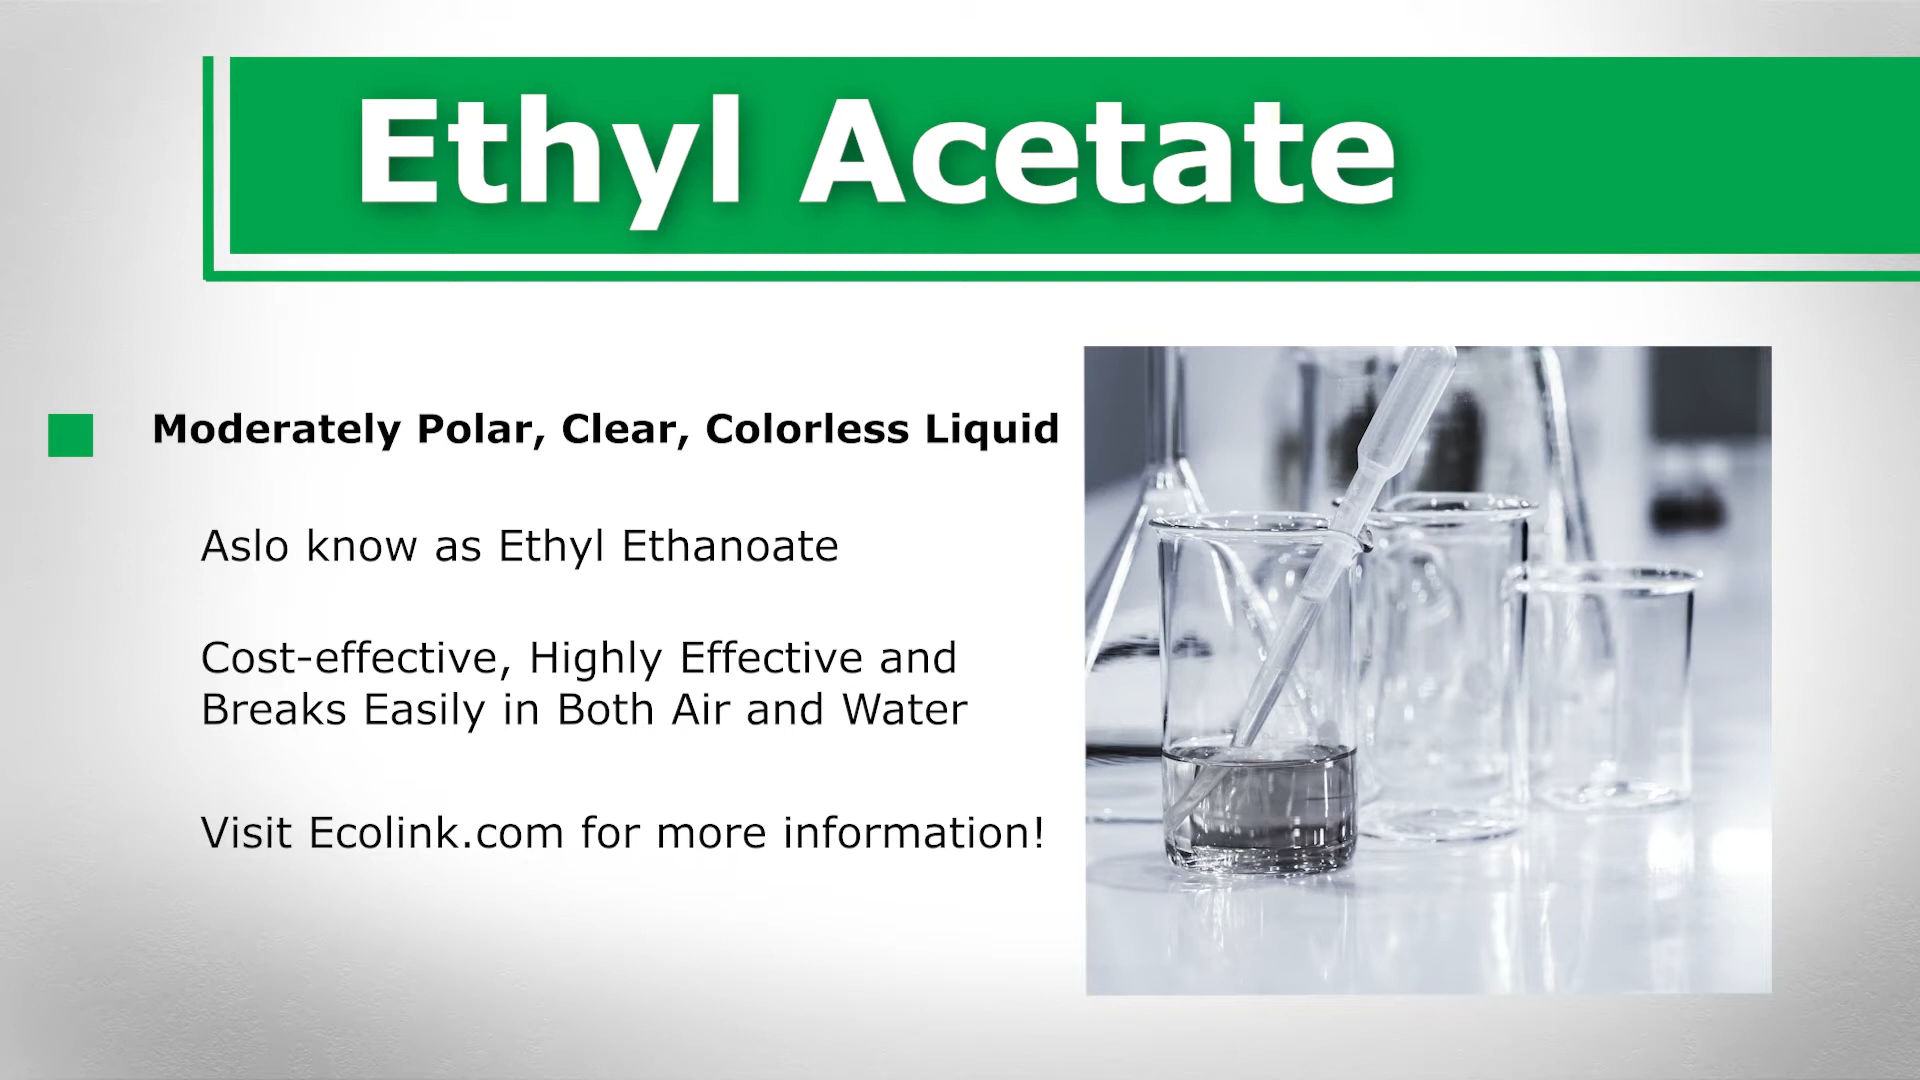 Ethyl Acetate
Moderately Polar, Clear, Colorless Liquid
Aslo know as Ethyl Ethanoate
Cost-effective, Highly Effective and
Breaks Easily in Both Air and Water
Visit Ecolink.com for more information!